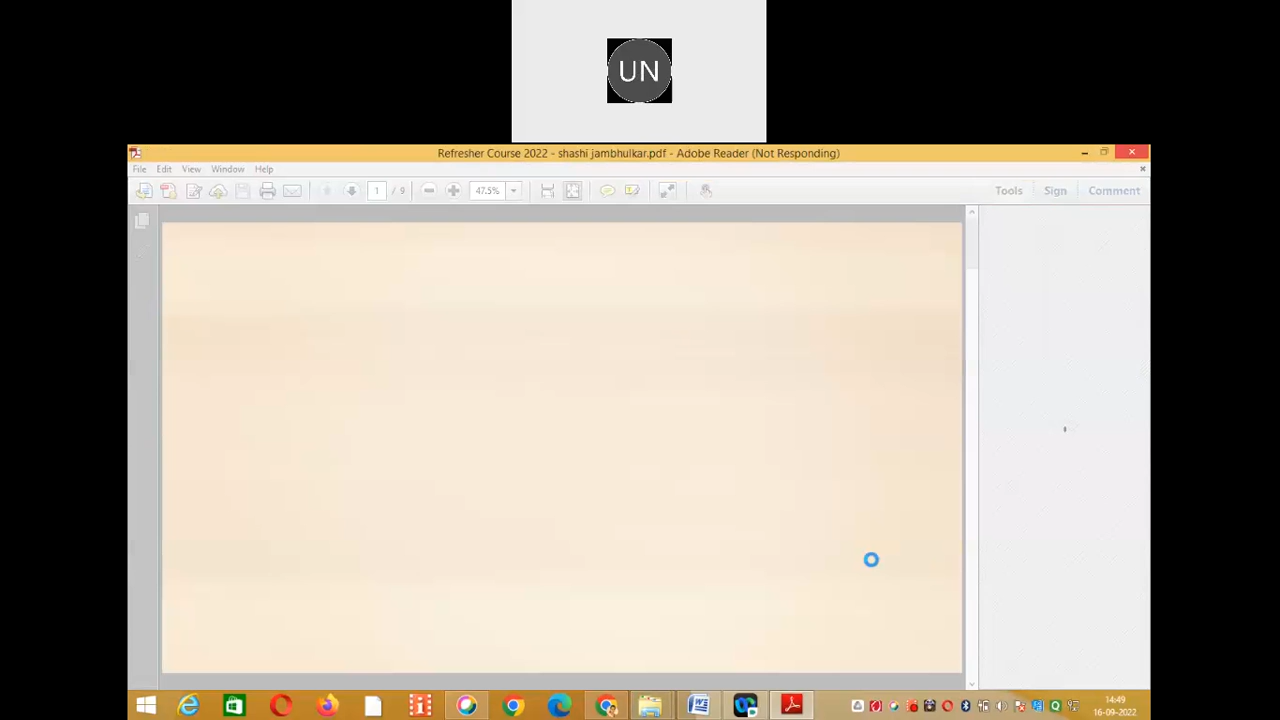 UN
Refresher Course 2022 - shashi jambhulkar.pdf - Adobe Reader (Not Responding)
File Edit View Window Help
1 / 9 47.5% Tools Sign Comment
14:49
16-09-2022